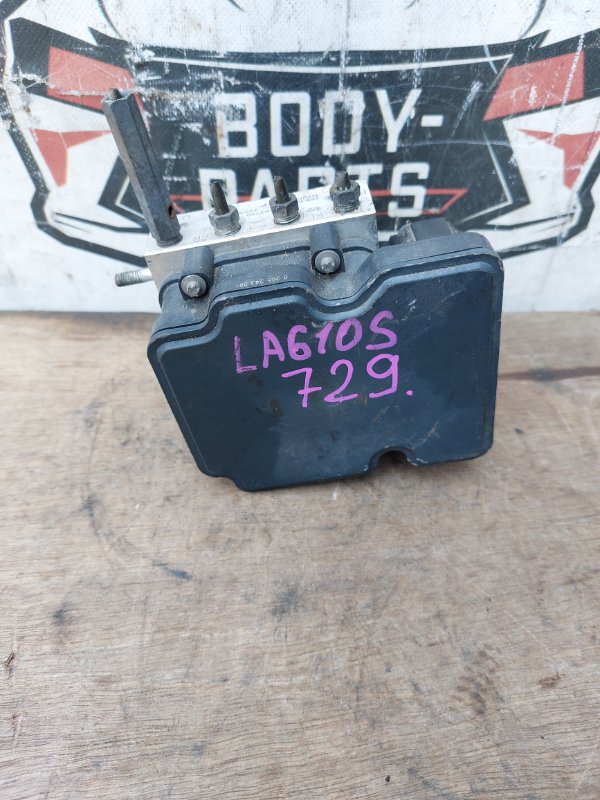 BODY-
PARTS
LA610S
729.